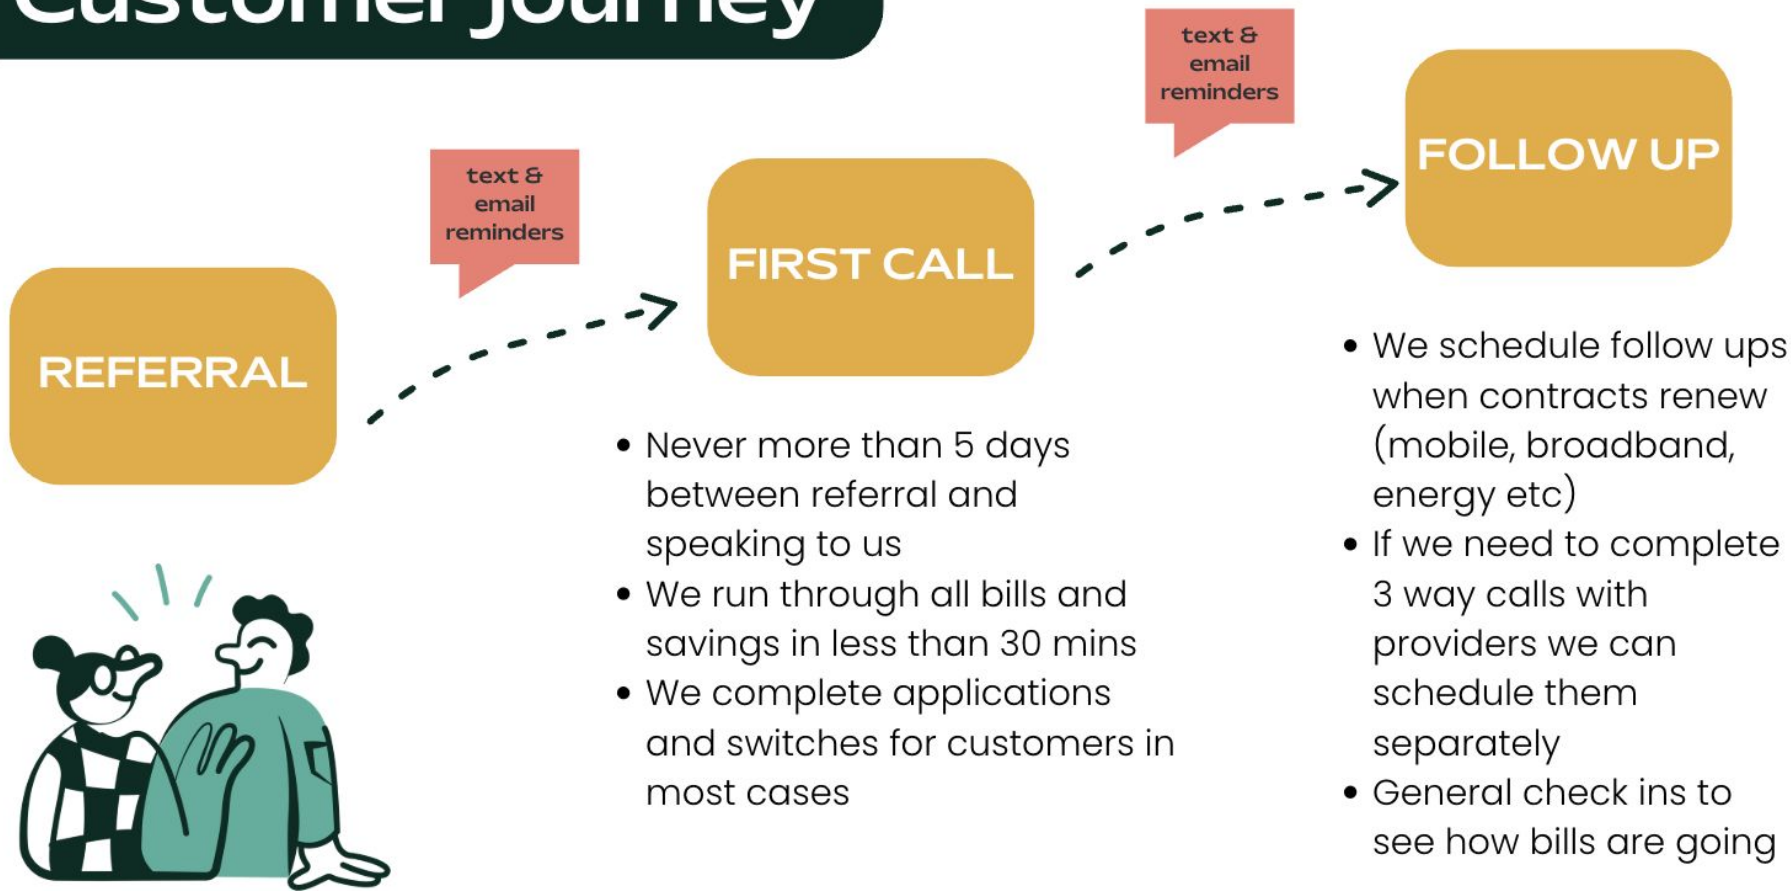 Customer Journey
text &
email
reminders
text &
email
reminders
REFERRAL
FIRST CALL
FOLLOW UP
• Never more than 5 days
between referral and
speaking to us
• We run through all bills and
savings in less than 30 mins
• We complete applications
and switches for customers in
most cases
• We schedule follow ups
when contracts renew
(mobile, broadband,
energy etc)
• If we need to complete
3 way calls with
providers we can
schedule them
separately
• General check ins to
see how bills are going